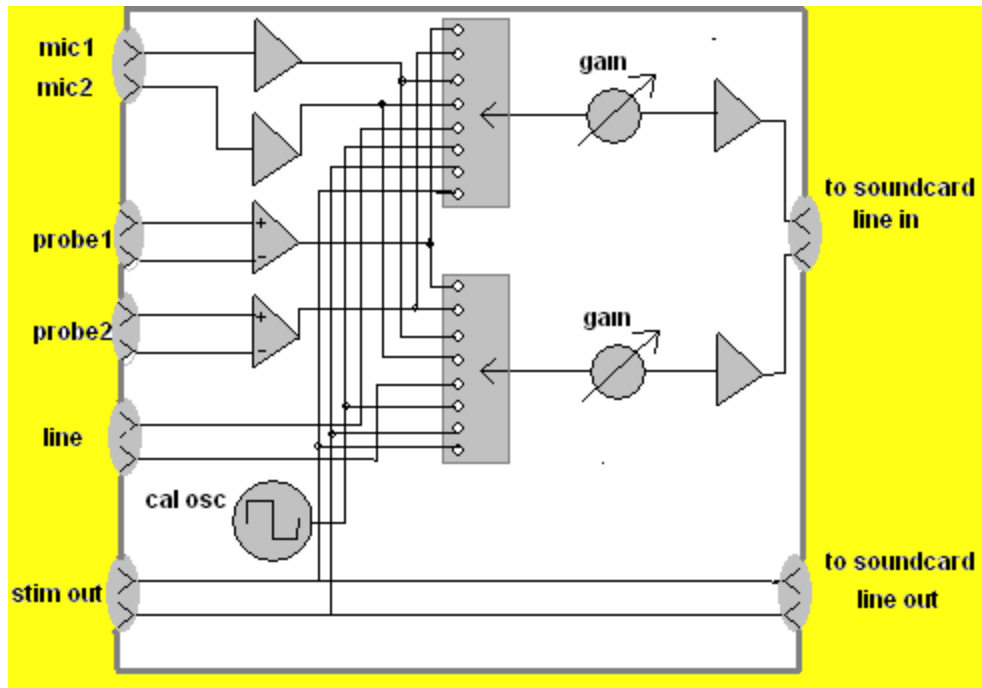 mic1
mic2
probe1
+
-
probe2
+
-
line
cal osc
stim out
gain
gain
to soundcard
line in
to soundcard
line out